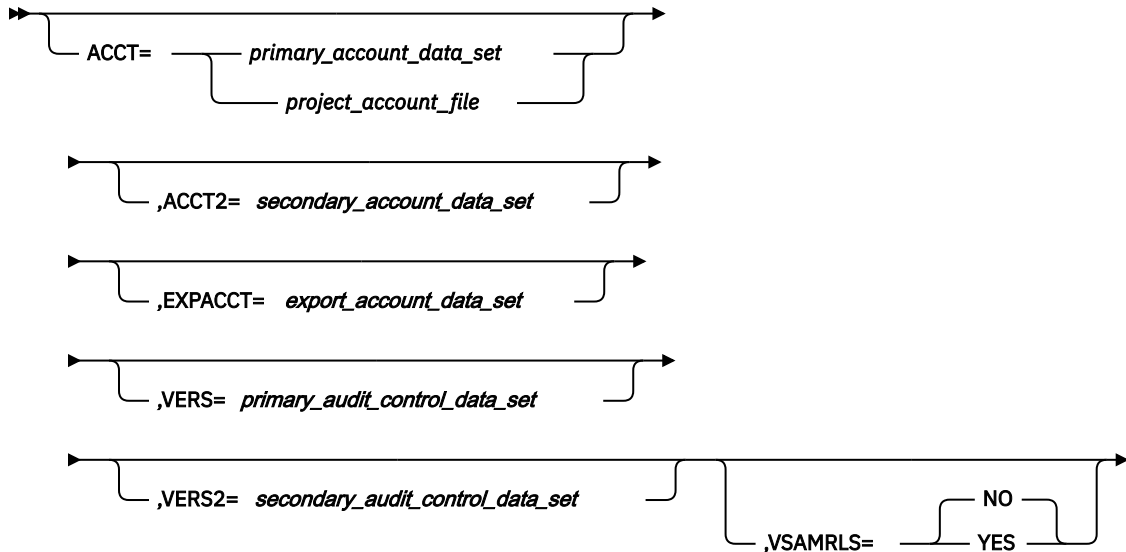 ACCT= primary_account_data_set
project_account_file
,ACCT2= secondary_account_data_set
,EXPACCT= export_account_data_set
,VERS= primary_audit_control_data_set
,VERS2= secondary_audit_control_data_set
NO
,VSAMRLS= YES